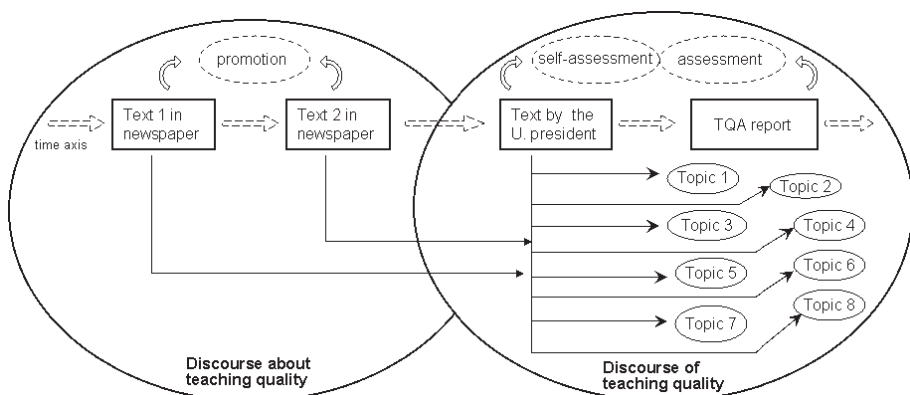 promotion
self-assessment
assessment
Text 1 in
newspaper
Text 2 in
newspaper
Text by the
U. president
TQA report
time axis
Topic 1
Topic 2
Topic 3
Topic 4
Topic 5
Topic 6
Topic 7
Topic 8
Discourse about
teaching quality
Discourse of
teaching quality